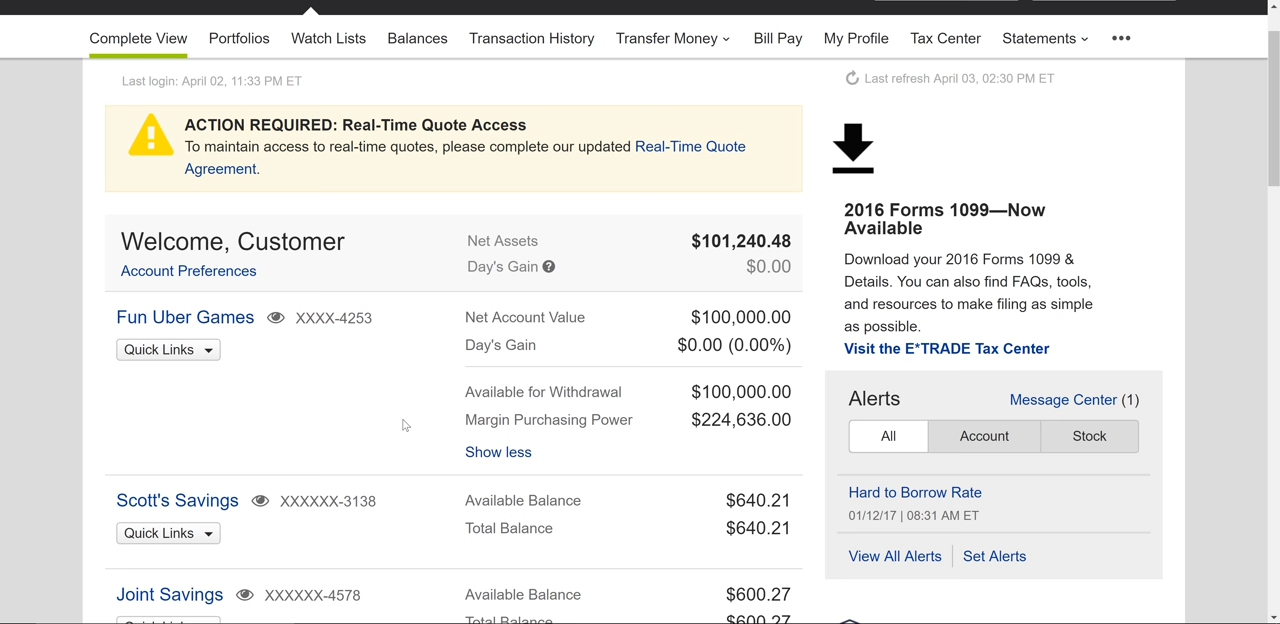 Complete View Portfolios Watch Lists Balances Transaction History Transfer Money Bill Pay My Profile Tax Center Statements •••
Last login: April 02, 11:33 PM ET
Last refresh April 03, 02:30 PM ET
ACTION REQUIRED: Real-Time Quote Access
To maintain access to real-time quotes, please complete our updated Real-Time Quote
Agreement.
Welcome, Customer
Account Preferences
Net Assets $101,240.48
Day's Gain ? $0.00
Fun Uber Games XXXX-4253
Quick Links
Net Account Value $100,000.00
Day's Gain $0.00 (0.00%)
Available for Withdrawal $100,000.00
Margin Purchasing Power $224,636.00
Show less
Scott's Savings XXXXXX-3138
Quick Links
Available Balance $640.21
Total Balance $640.21
Joint Savings XXXXXX-4578
Available Balance $600.27
Total Balance $600.27
2016 Forms 1099—Now
Available
Download your 2016 Forms 1099 &
Details. You can also find FAQs, tools,
and resources to make filing as simple
as possible.
Visit the E*TRADE Tax Center
Alerts Message Center (1)
All Account Stock
Hard to Borrow Rate
01/12/17 | 08:31 AM ET
View All Alerts Set Alerts